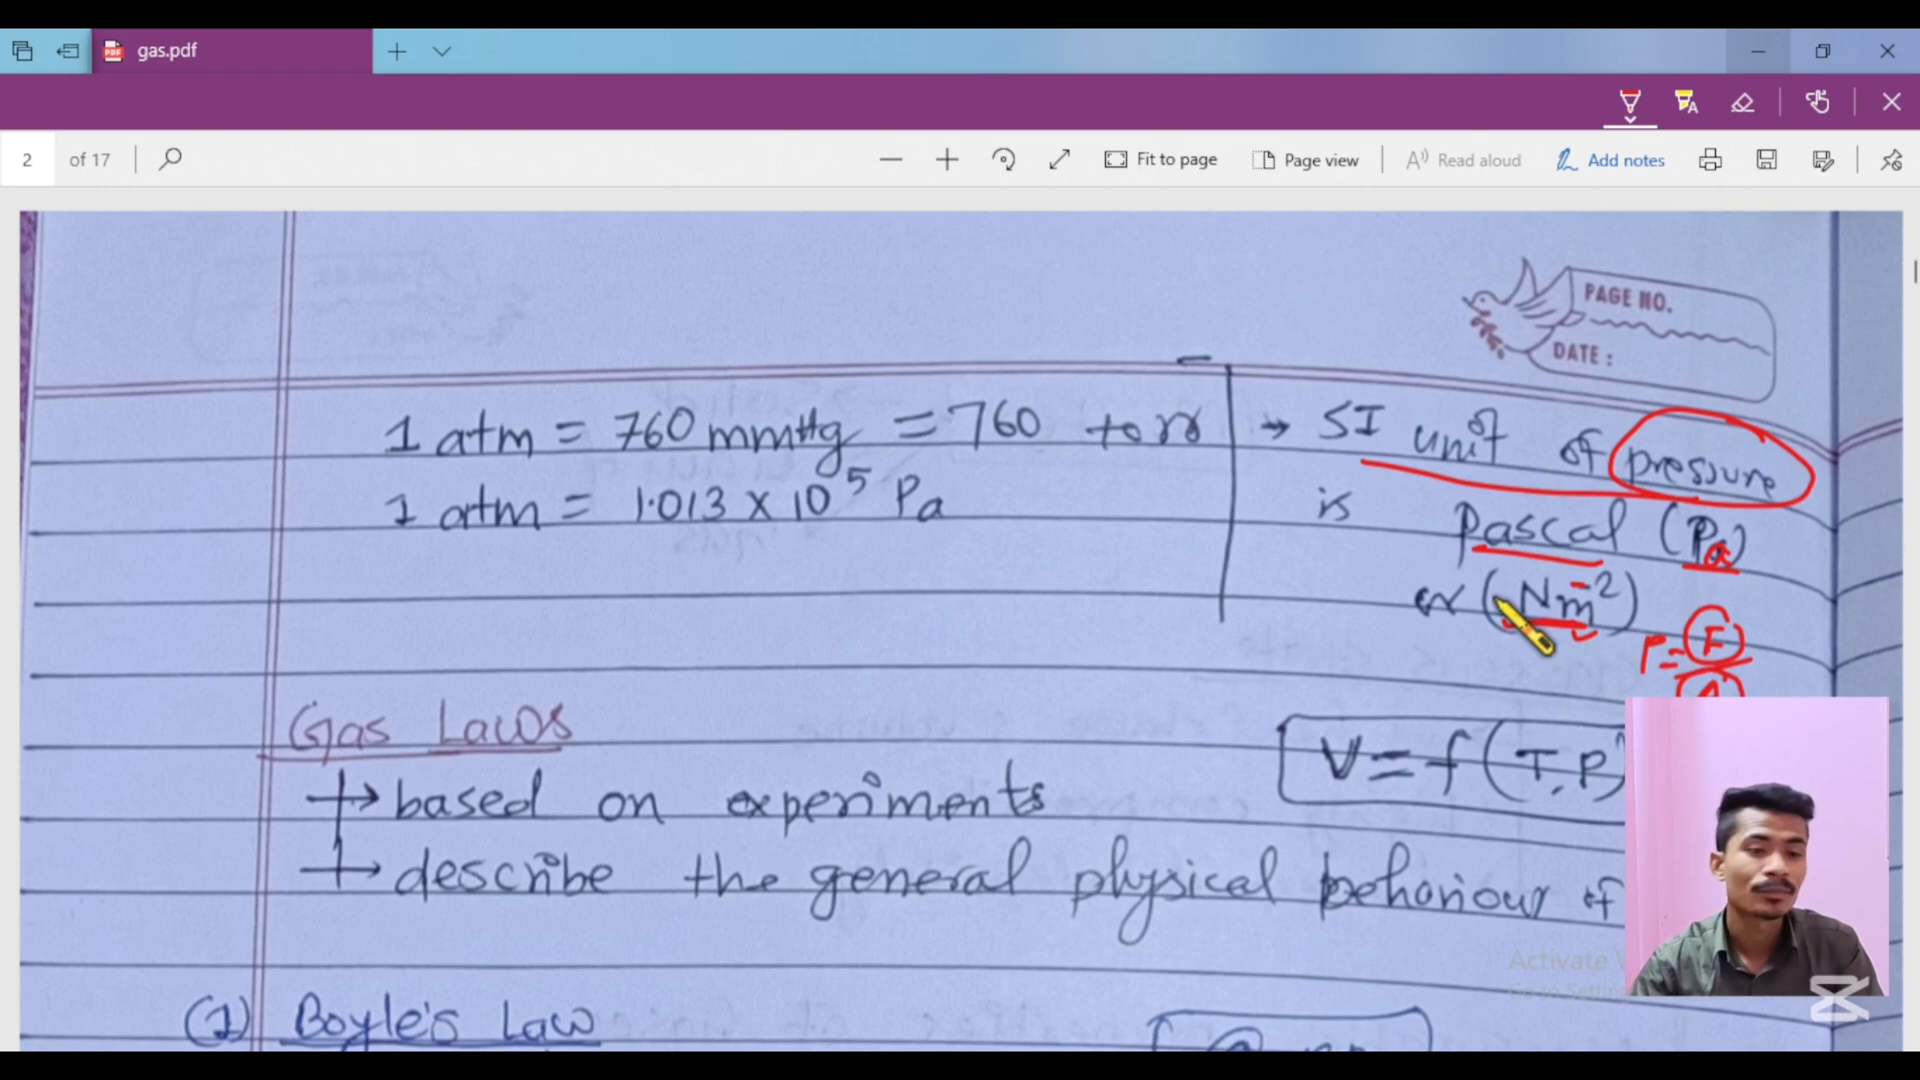 gas.pdf
2 of 17
Fit to page
Page view
Read aloud
Add notes
PAGE NO.
DATE :
1 atm = 760 mmHg = 760 torr
1 atm = 1.013 x 10^5 Pa
→ SI unit of pressure
is Pascal (Pa)
or (Nm^-2)
P = F/A
Gas Laws
V = f(T,P)
→ based on experiments
→ describe the general physical behaviour of
(1) Boyle's Law